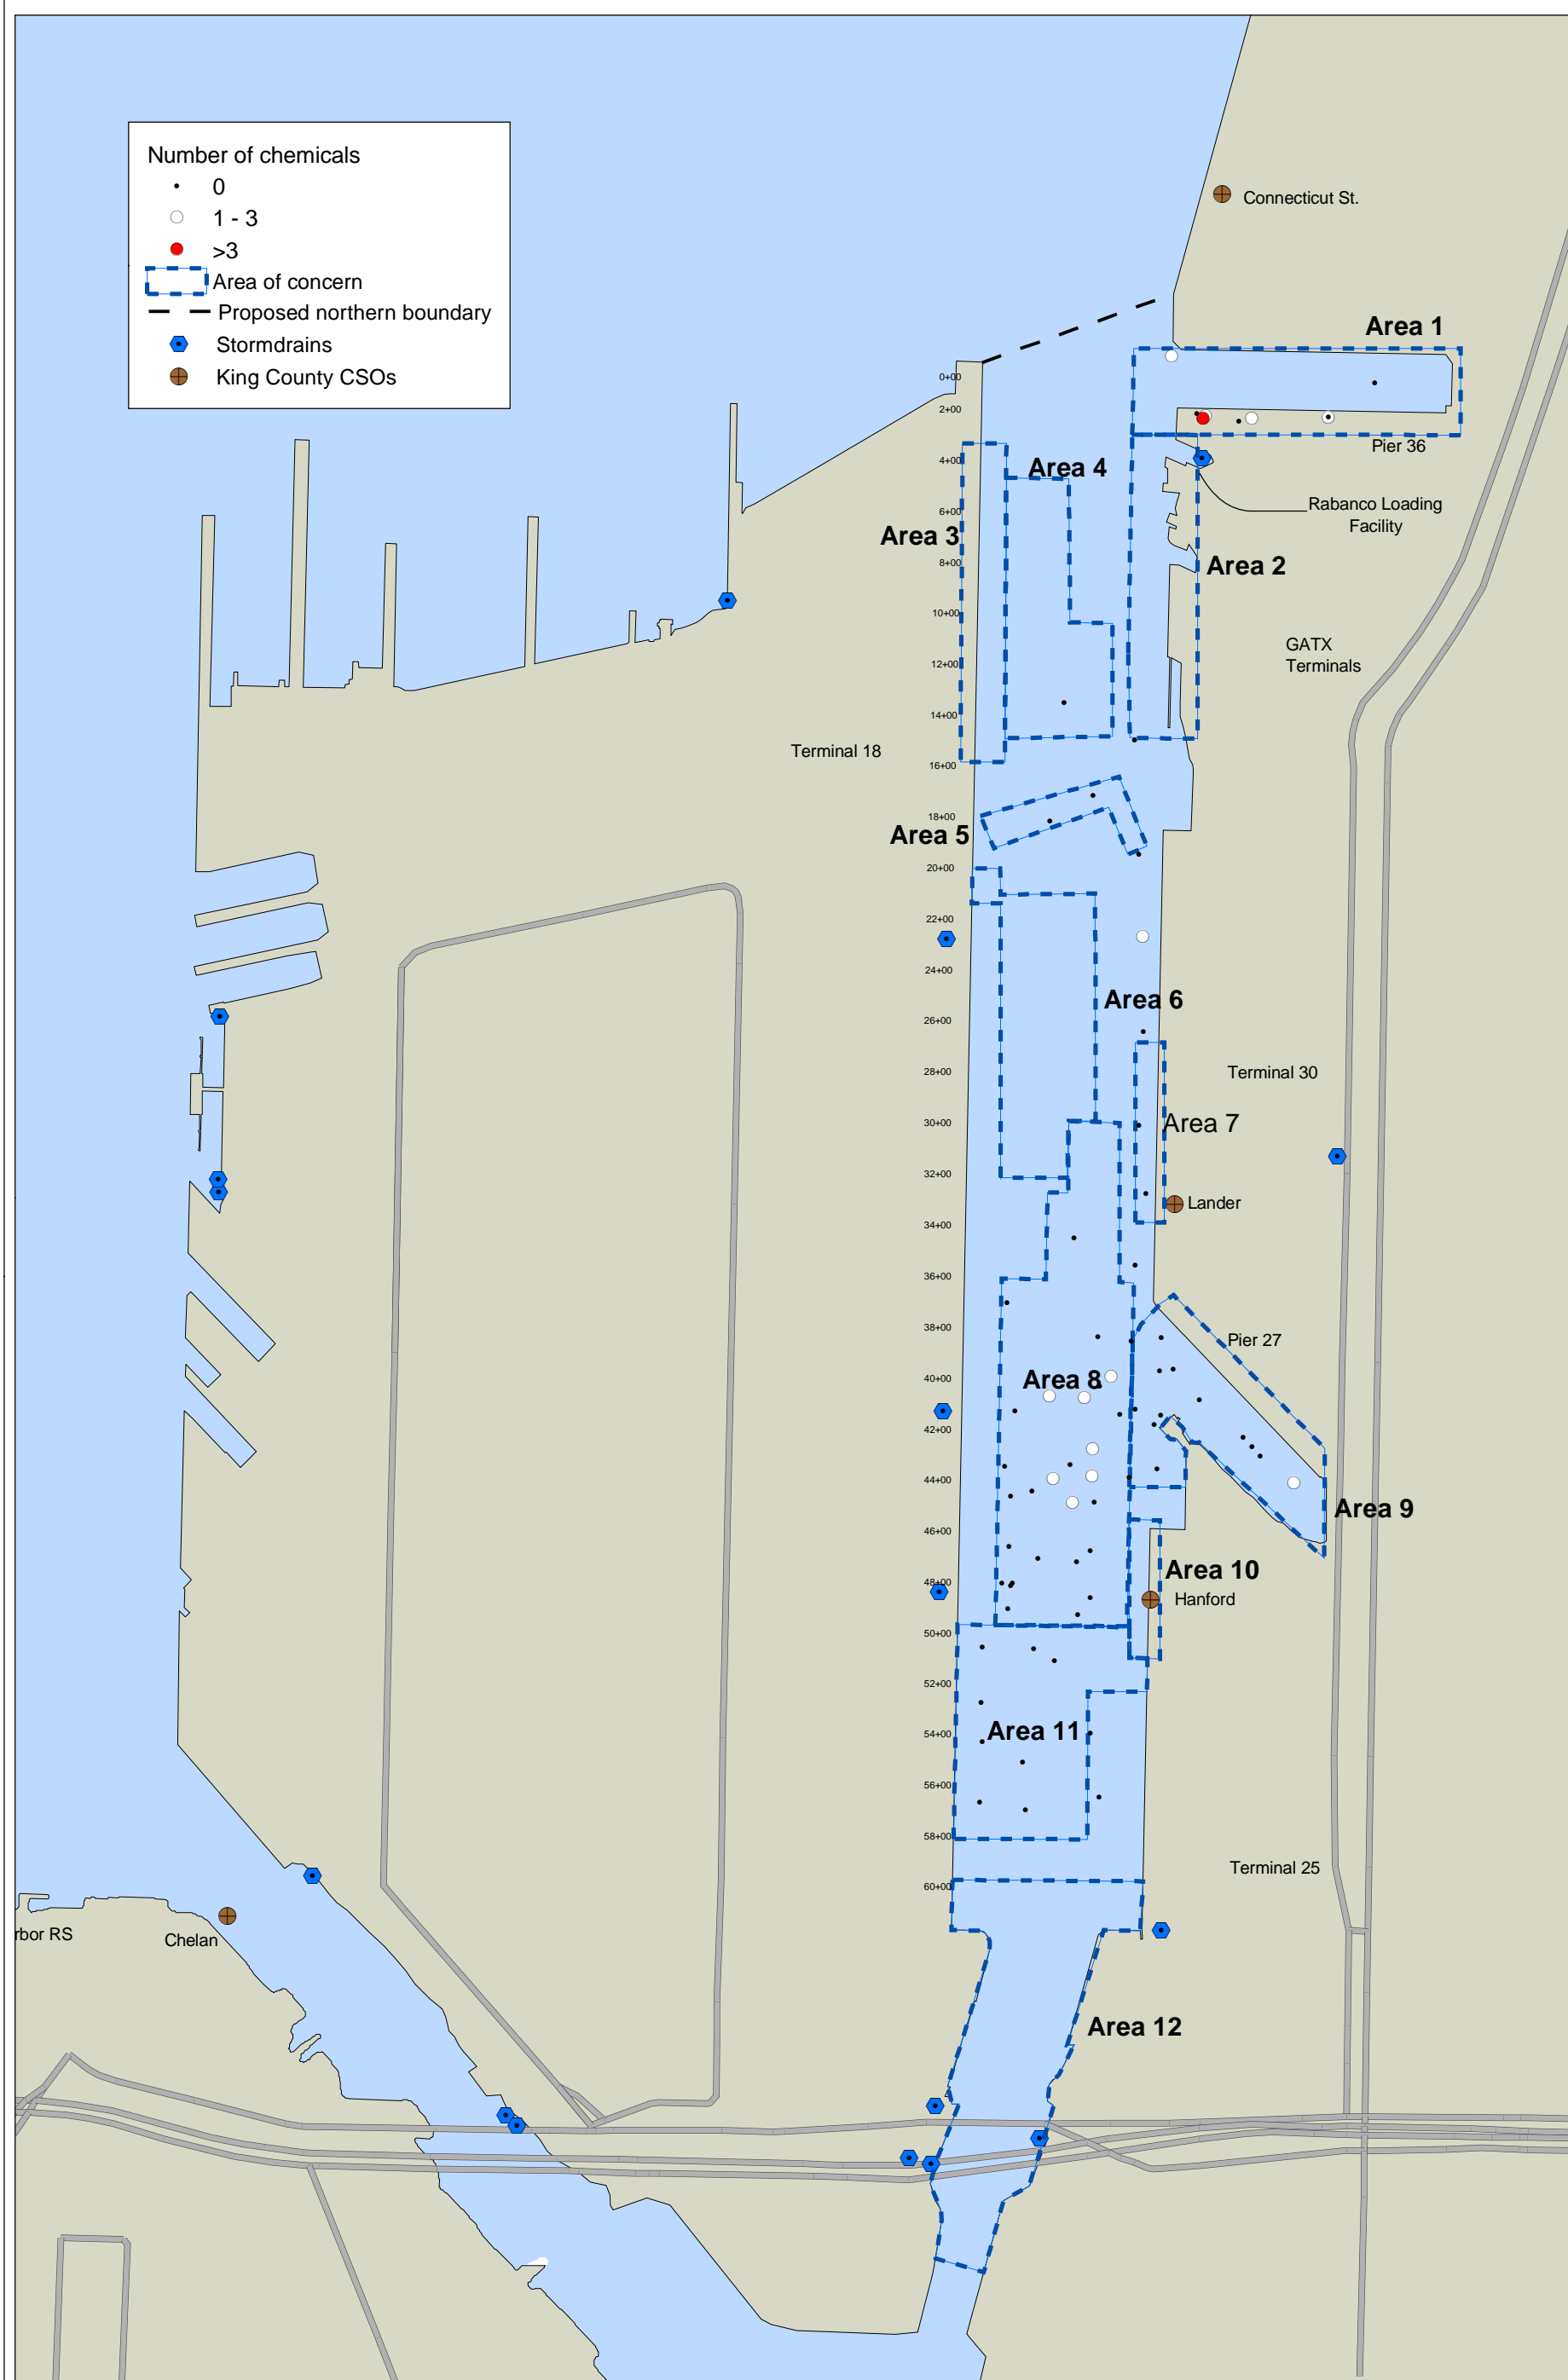 Number of chemicals
0
1 - 3
>3
Area of concern
Proposed northern boundary
Stormdrains
King County CSOs
Connecticut St.
Area 1
0+00
2+00
Pier 36
4+00
Area 4
Rabanco Loading
Facility
6+00
Area 3
8+00
Area 2
10+00
GATX
Terminals
12+00
14+00
Terminal 18
16+00
18+00
Area 5
20+00
22+00
24+00
Area 6
26+00
28+00
Terminal 30
30+00
Area 7
32+00
Lander
34+00
36+00
38+00
Pier 27
40+00
Area 8
42+00
44+00
Area 9
46+00
Area 10
48+00
Hanford
50+00
52+00
54+00
Area 11
56+00
58+00
Terminal 25
60+00
rbor RS
Chelan
Area 12